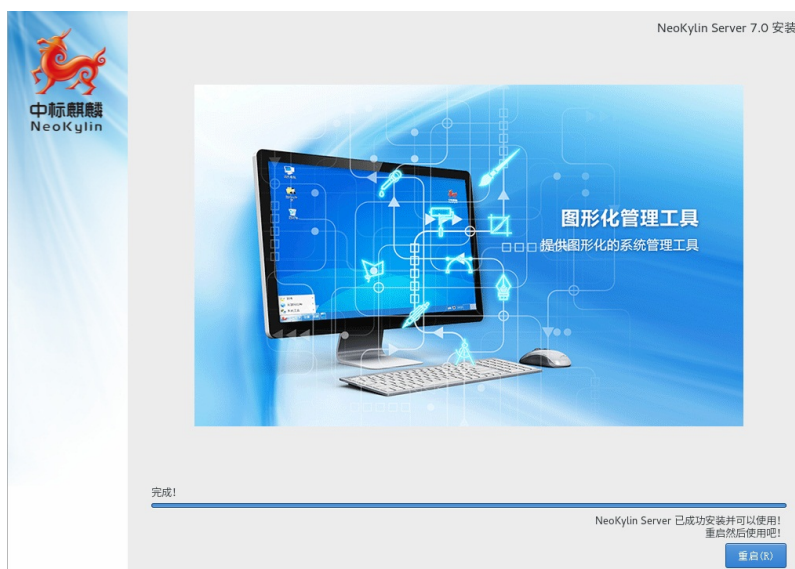 NeoKylin Server 7.0 安装
中标麒麟
NeoKylin
图形化管理工具
提供图形化的系统管理工具
完成!
NeoKylin Server 已成功安装并可以使用!
重启然后使用吧!
重启(R)